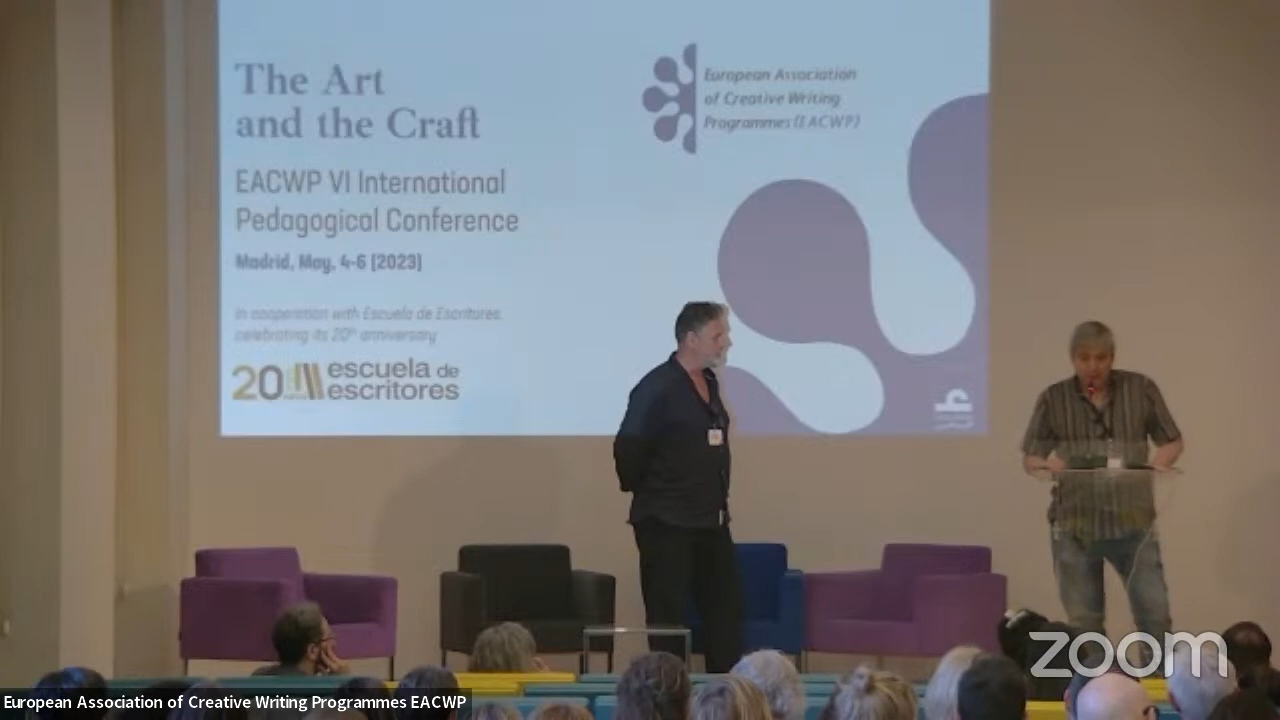 The Art
and the Craft
EACWP VI International
Pedagogical Conference
Madrid, May, 4-6 [2023]
In cooperation with Escuela de Escritores,
celebrating its 20th anniversary
20
escuela de
escritores
European Association
of Creative Writing
Programmes (EACWP)
zoom
European Association of Creative Writing Programmes EACWP